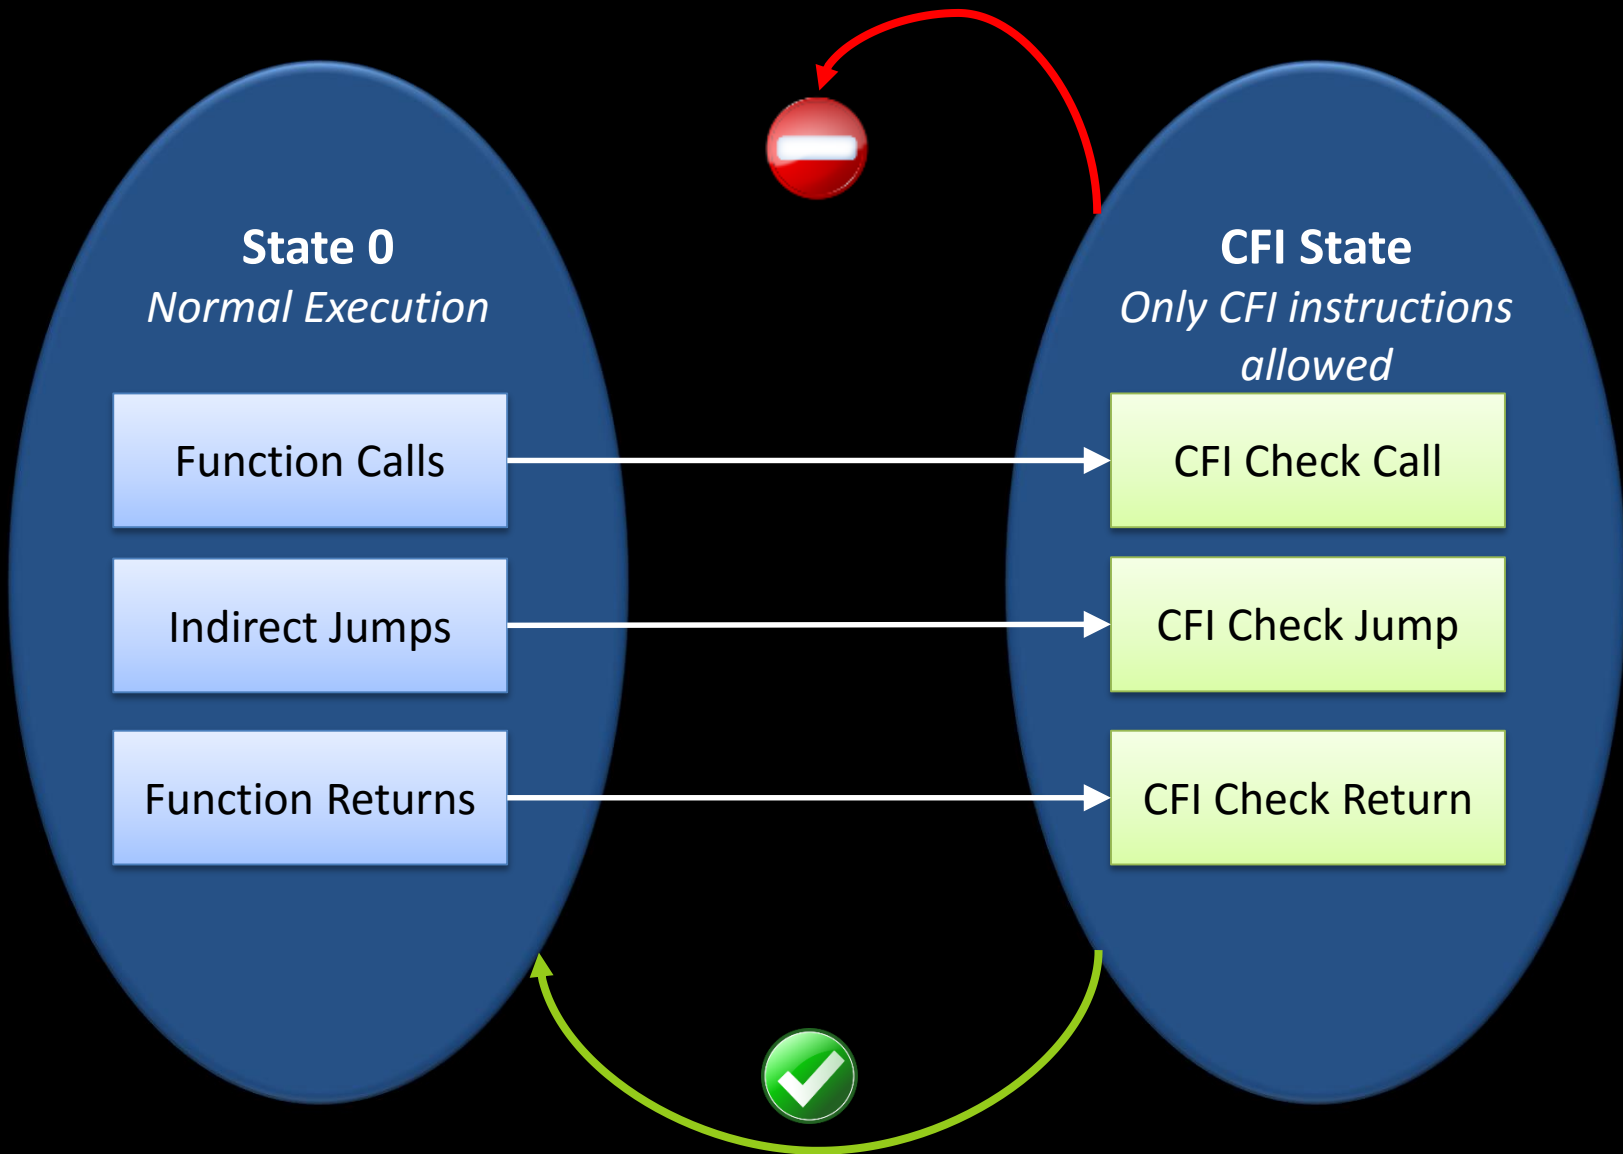 State 0
Normal Execution
Function Calls
Indirect Jumps
Function Returns
CFI State
Only CFI instructions
allowed
CFI Check Call
CFI Check Jump
CFI Check Return